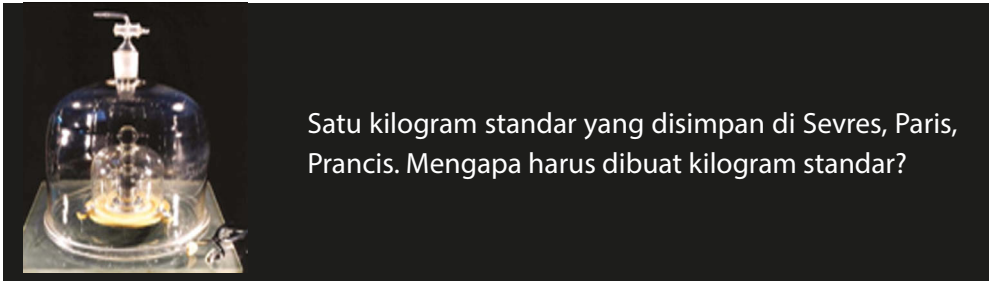 Satu kilogram standar yang disimpan di Sevres, Paris,
Prancis. Mengapa harus dibuat kilogram standar?